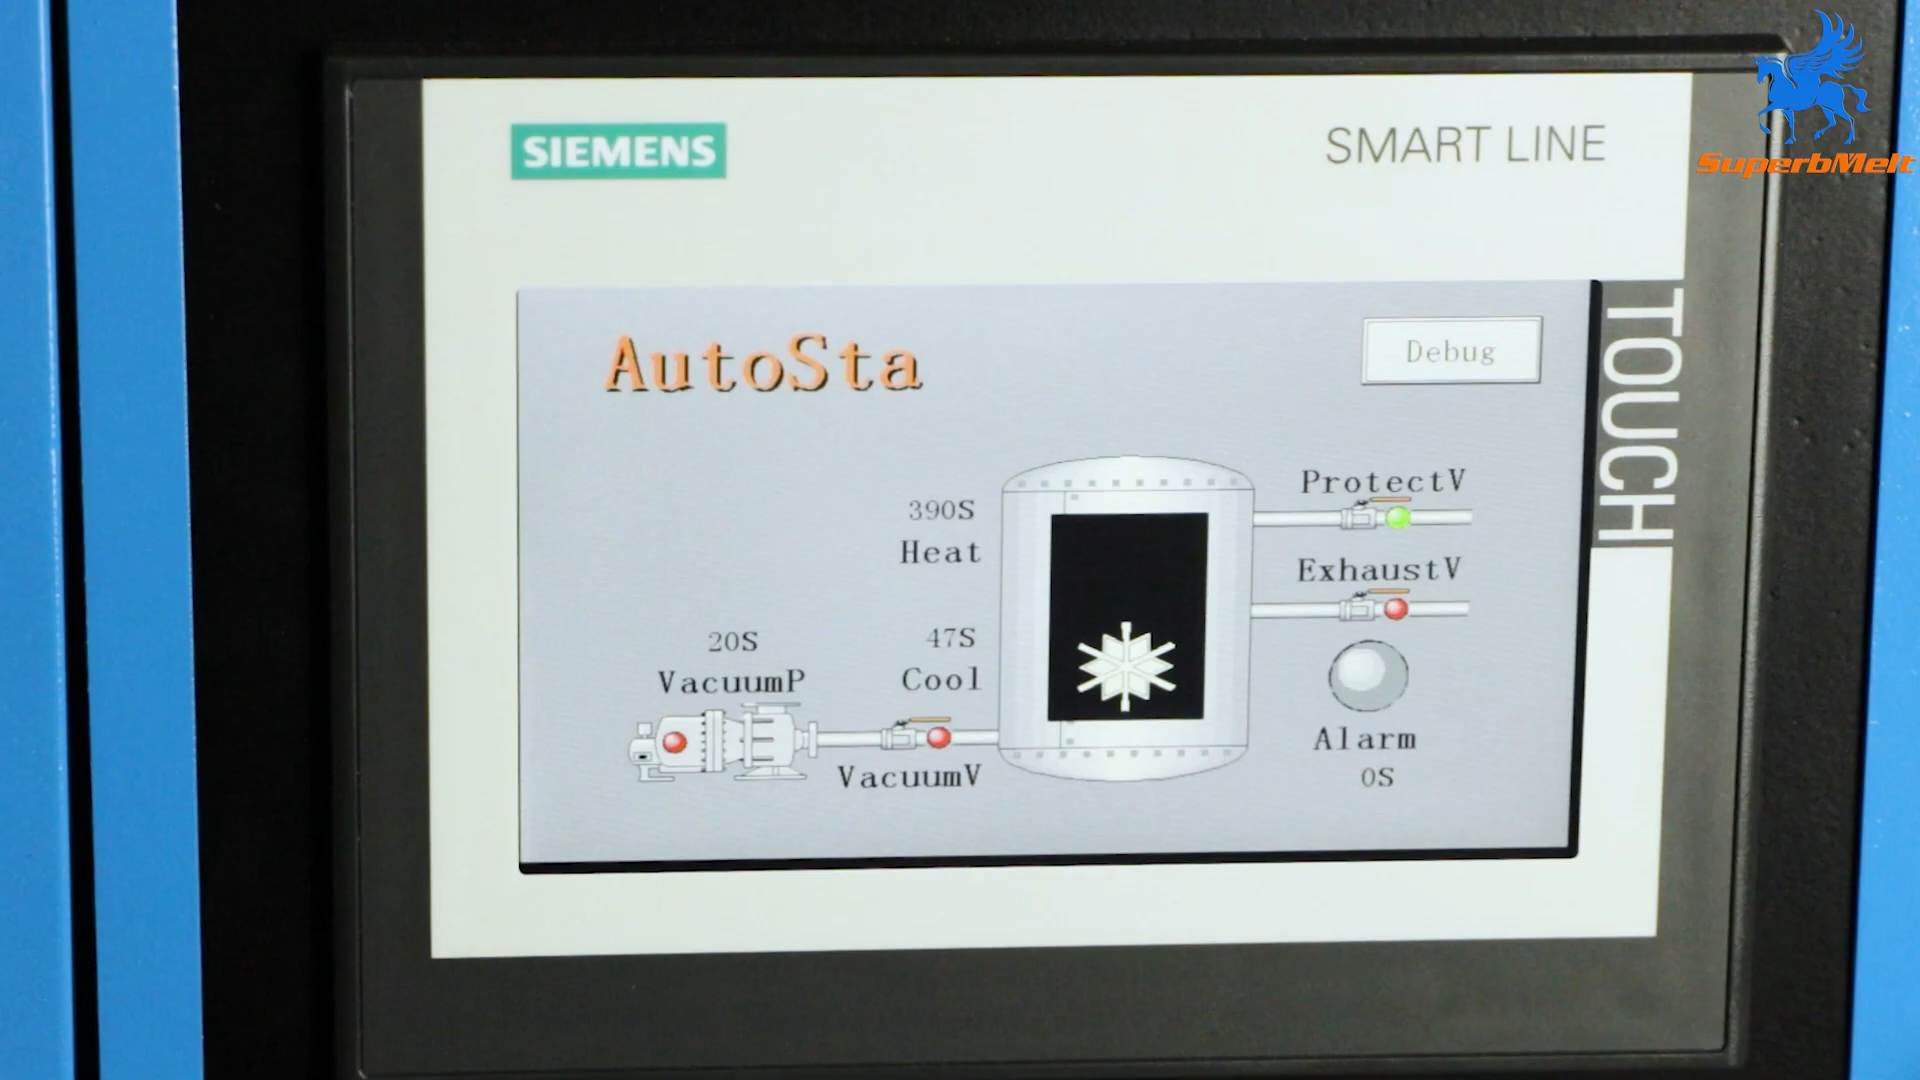 SIEMENS
SMART LINE
SuperbMelt
TOUCH
AutoSta
Debug
ProtectV
390S
Heat
ExhaustV
20S
47S
VacuumP
Cool
Alarm
VacuumV
0S